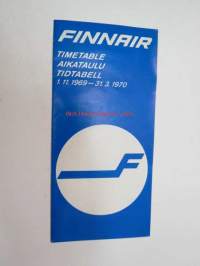 FINNAIR
TIMETABLE
AIKATAULU
TIDTABELL
1.11.1969—31.3.1970
F